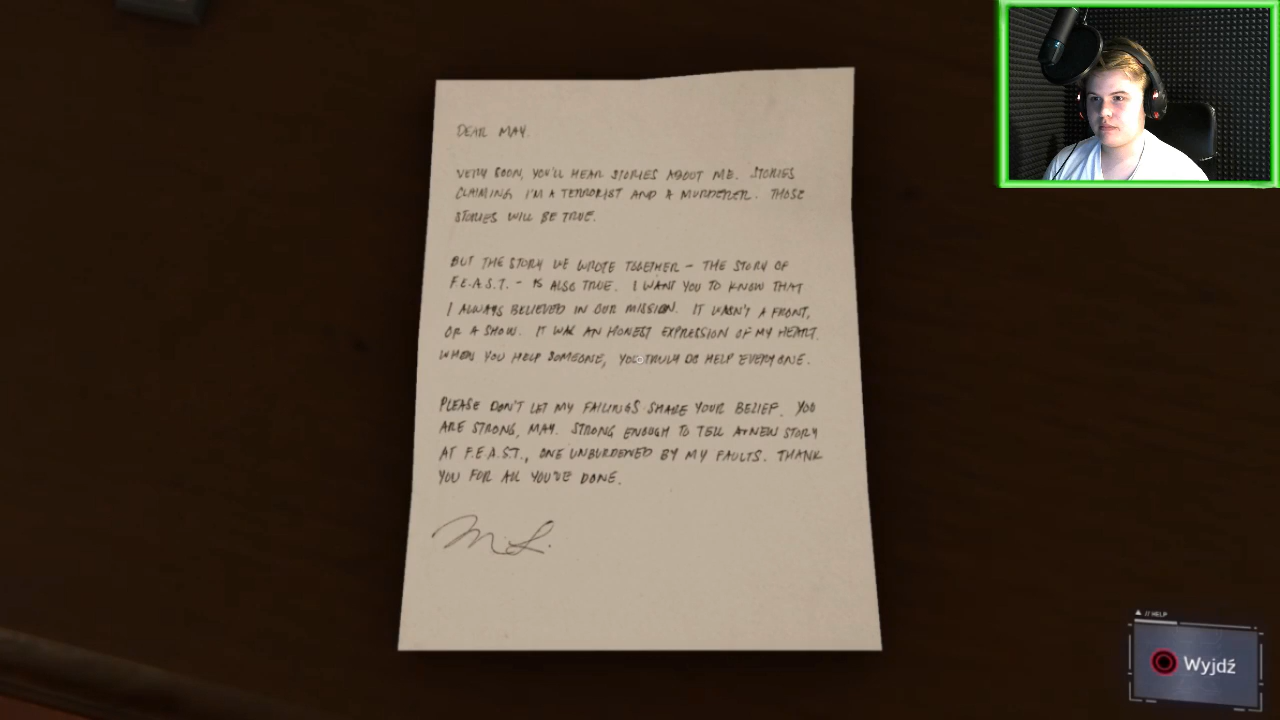 DEAR MAY.
VERY SOON, YOU'LL HEAR STORIES ABOUT ME. STORIES
CLAIMING I'M A TERRORIST AND A MURDERER. THOSE
STORIES WILL BE TRUE.
BUT THE STORY WE WROTE TOGETHER - THE STORY OF
F.E.A.S.T. - IS ALSO TRUE. I WANT YOU TO KNOW THAT
I ALWAYS BELIEVED IN OUR MISSION. IT WASN'T A FRONT,
OR A SHOW. IT WAS AN HONEST EXPRESSION OF MY HEART.
WHEN YOU HELP SOMEONE, YOU TRULY DO HELP EVERYONE.
PLEASE DON'T LET MY FAILINGS SHAKE YOUR BELIEF. YOU
ARE STRONG, MAY. STRONG ENOUGH TO TELL A NEW STORY
AT F.E.A.S.T., ONE UNBURDENED BY MY FAULTS. THANK
YOU FOR ALL YOU'VE DONE.
M.L.
// HELP
Wyjdź